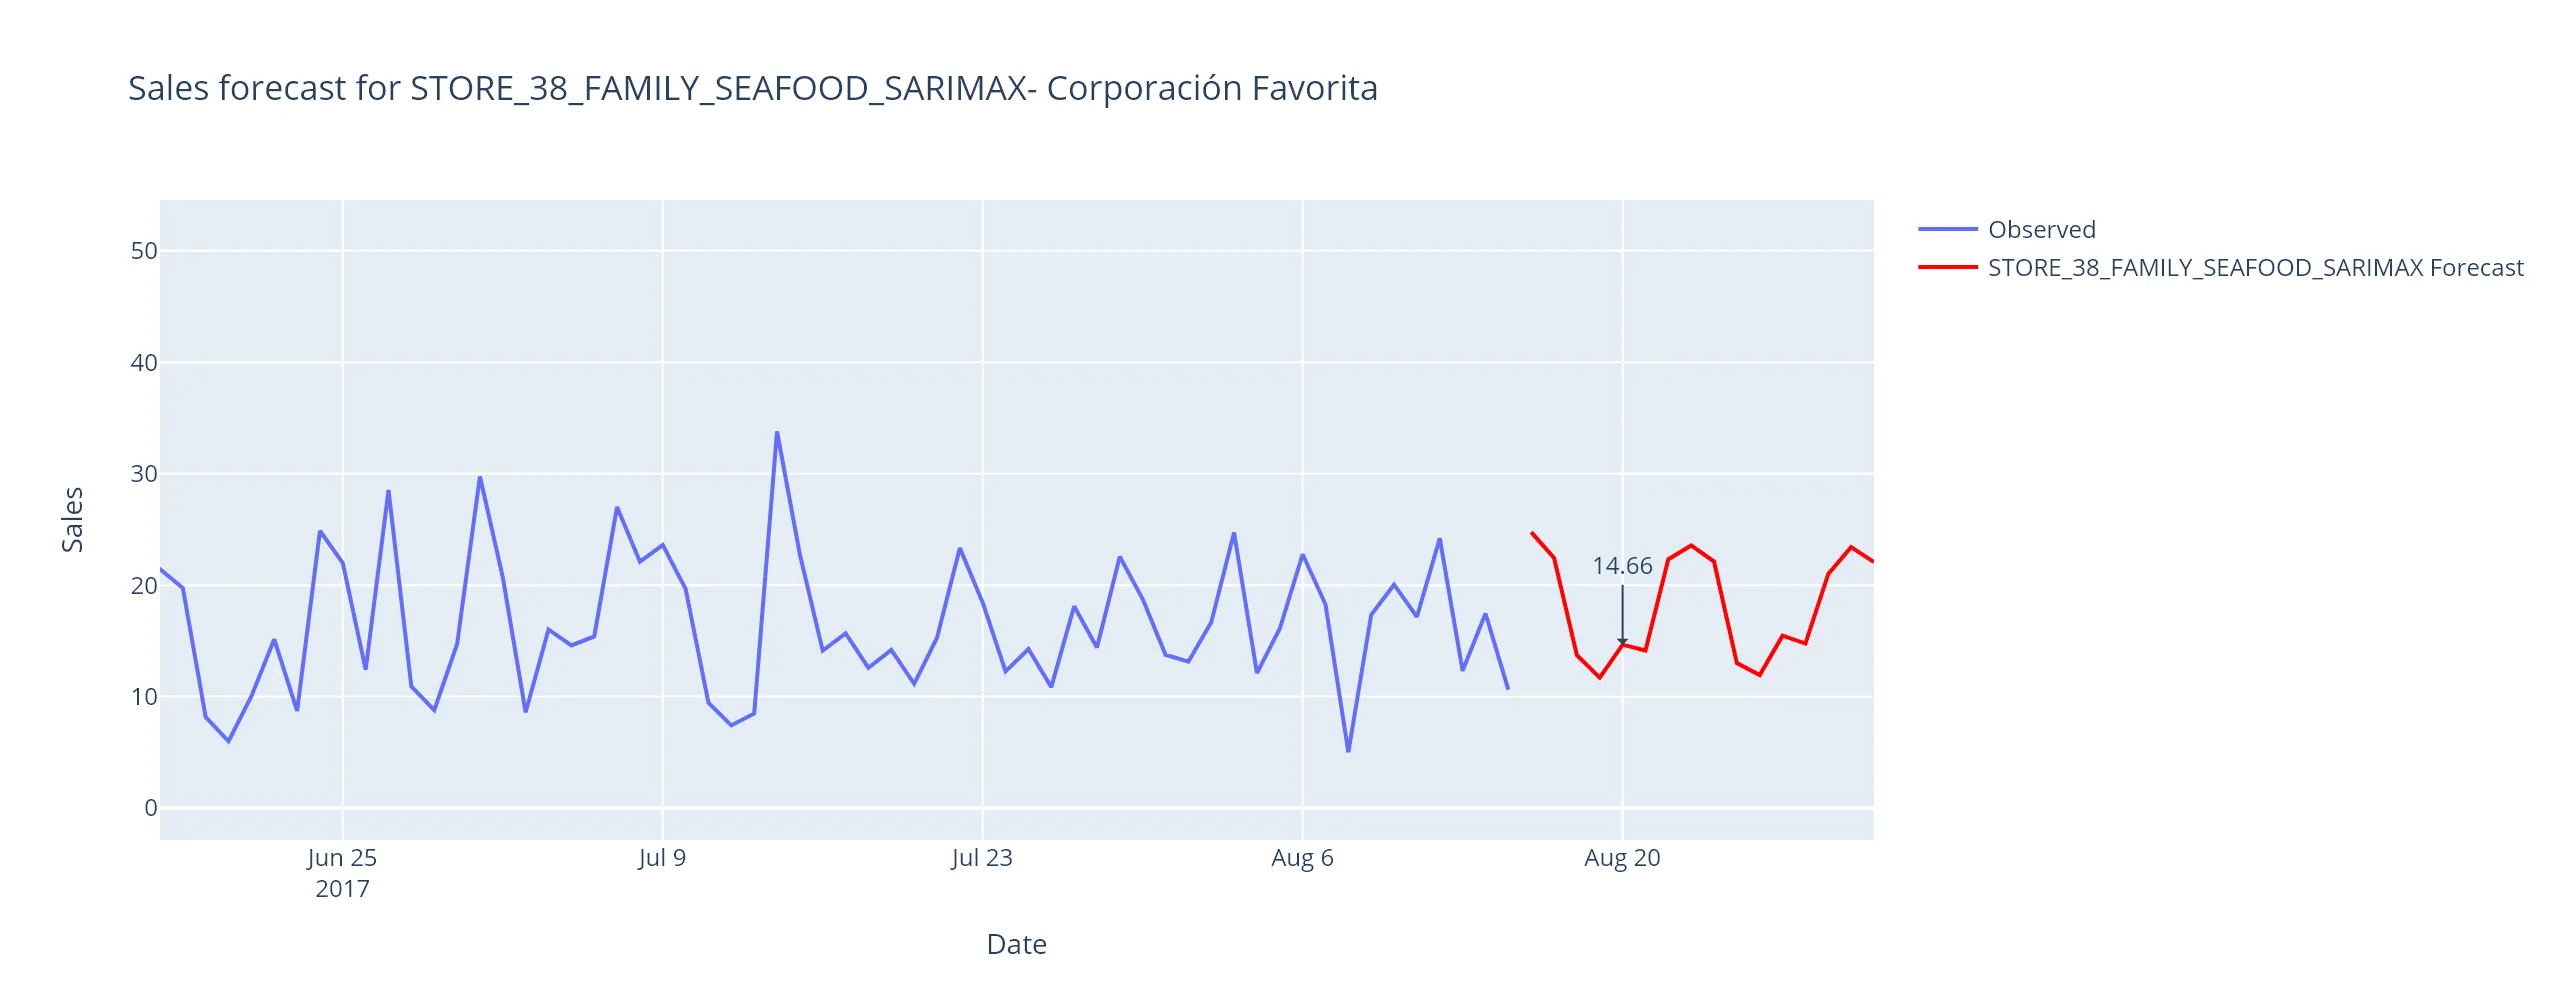 Sales forecast for STORE_38_FAMILY_SEAFOOD_SARIMAX- Corporación Favorita
Observed
STORE_38_FAMILY_SEAFOOD_SARIMAX Forecast
Sales
50
40
30
20
10
0
14.66
Jun 25
2017
Jul 9
Jul 23
Aug 6
Aug 20
Date